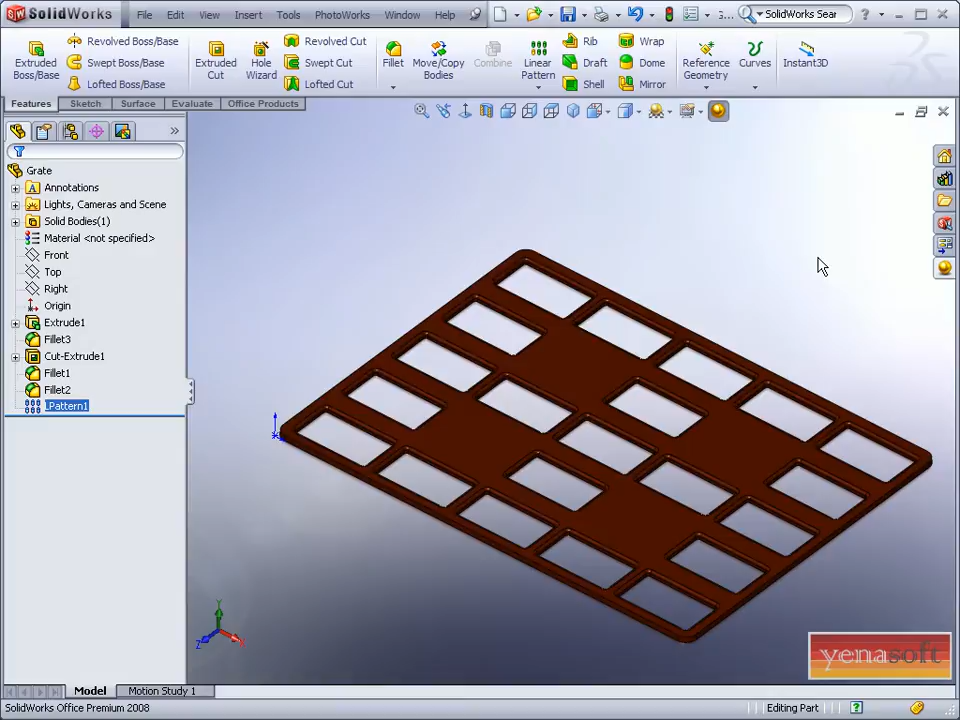 SolidWorks File Edit View Insert Tools PhotoWorks Window Help 3... SolidWorks Sear
Extruded Boss/Base
Revolved Boss/Base
Swept Boss/Base
Lofted Boss/Base
Extruded Cut
Hole Wizard
Revolved Cut
Swept Cut
Lofted Cut
Fillet
Move/Copy Bodies
Combine
Linear Pattern
Rib
Draft
Shell
Wrap
Dome
Mirror
Reference Geometry
Curves
Instant3D
Features Sketch Surface Evaluate Office Products
Grate
Annotations
Lights, Cameras and Scene
Solid Bodies(1)
Material <not specified>
Front
Top
Right
Origin
Extrude1
Fillet3
Cut-Extrude1
Fillet1
Fillet2
LPattern1
Y
X
Z
yenasoft
Model Motion Study 1
SolidWorks Office Premium 2008 Editing Part